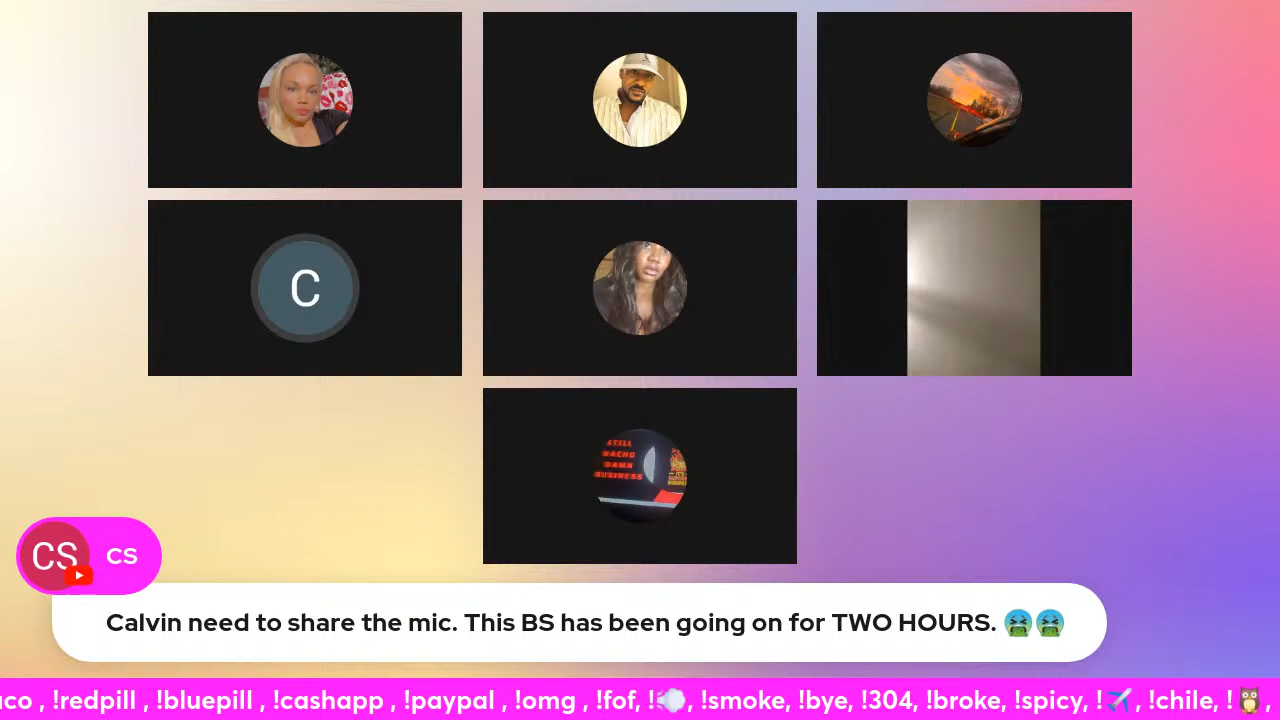 C
STILL
NACHO
DAMN
BUSINESS
CS
CS
Calvin need to share the mic. This BS has been going on for TWO HOURS. 🤮🤮
aco , !redpill , !bluepill , !cashapp , !paypal , !omg , !fof, !💨, !smoke, !bye, !304, !broke, !spicy, !✈️, !chile, !🦉,